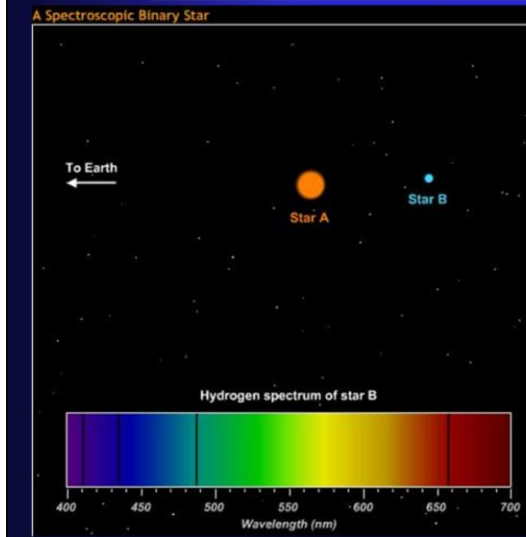 A Spectroscopic Binary Star
To Earth
Star A
Star B
Hydrogen spectrum of star B
400 450 500 550 600 650 700
Wavelength (nm)